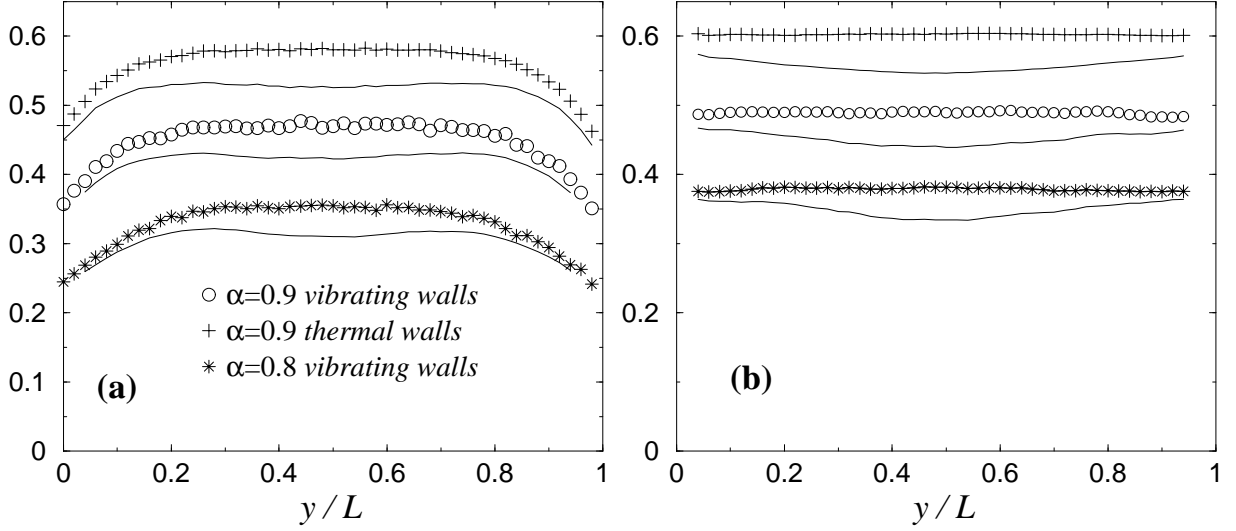 0.6
0.5
0.4
0.3
0.2
0.1
0
0 0.2 0.4 0.6 0.8 1
y / L
○ α=0.9 vibrating walls
+ α=0.9 thermal walls
✳ α=0.8 vibrating walls
(a)
0.6
0.4
0.2
0
0 0.2 0.4 0.6 0.8 1
y / L
(b)